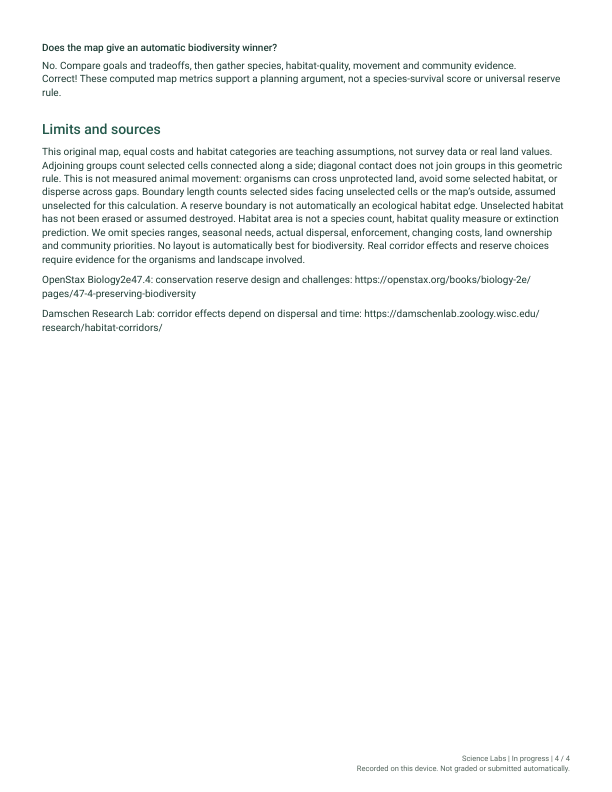 Does the map give an automatic biodiversity winner?
No. Compare goals and tradeoffs, then gather species, habitat-quality, movement and community evidence.
Correct! These computed map metrics support a planning argument, not a species-survival score or universal reserve
rule.
Limits and sources
This original map, equal costs and habitat categories are teaching assumptions, not survey data or real land values.
Adjoining groups count selected cells connected along a side; diagonal contact does not join groups in this geometric
rule. This is not measured animal movement: organisms can cross unprotected land, avoid some selected habitat, or
disperse across gaps. Boundary length counts selected sides facing unselected cells or the map's outside, assumed
unselected for this calculation. A reserve boundary is not automatically an ecological habitat edge. Unselected habitat
has not been erased or assumed destroyed. Habitat area is not a species count, habitat quality measure or extinction
prediction. We omit species ranges, seasonal needs, actual dispersal, enforcement, changing costs, land ownership
and community priorities. No layout is automatically best for biodiversity. Real corridor effects and reserve choices
require evidence for the organisms and landscape involved.
OpenStax Biology2e47.4: conservation reserve design and challenges: https://openstax.org/books/biology-2e/
pages/47-4-preserving-biodiversity
Damschen Research Lab: corridor effects depend on dispersal and time: https://damschenlab.zoology.wisc.edu/
research/habitat-corridors/
Science Labs | In progress | 4 / 4
Recorded on this device. Not graded or submitted automatically.